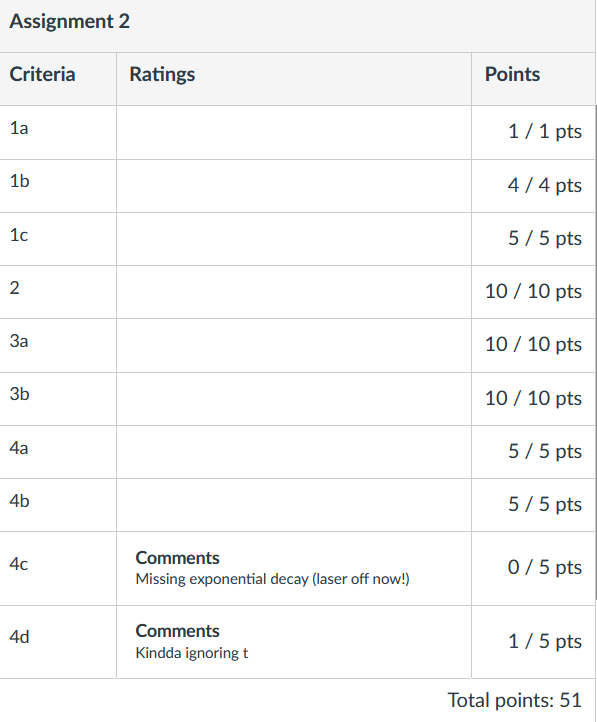 Assignment 2
Criteria Ratings Points
1a 1 / 1 pts
1b 4 / 4 pts
1c 5 / 5 pts
2 10 / 10 pts
3a 10 / 10 pts
3b 10 / 10 pts
4a 5 / 5 pts
4b 5 / 5 pts
4c Comments 0 / 5 pts
Missing exponential decay (laser off now!)
4d Comments 1 / 5 pts
Kindda ignoring t
Total points: 51